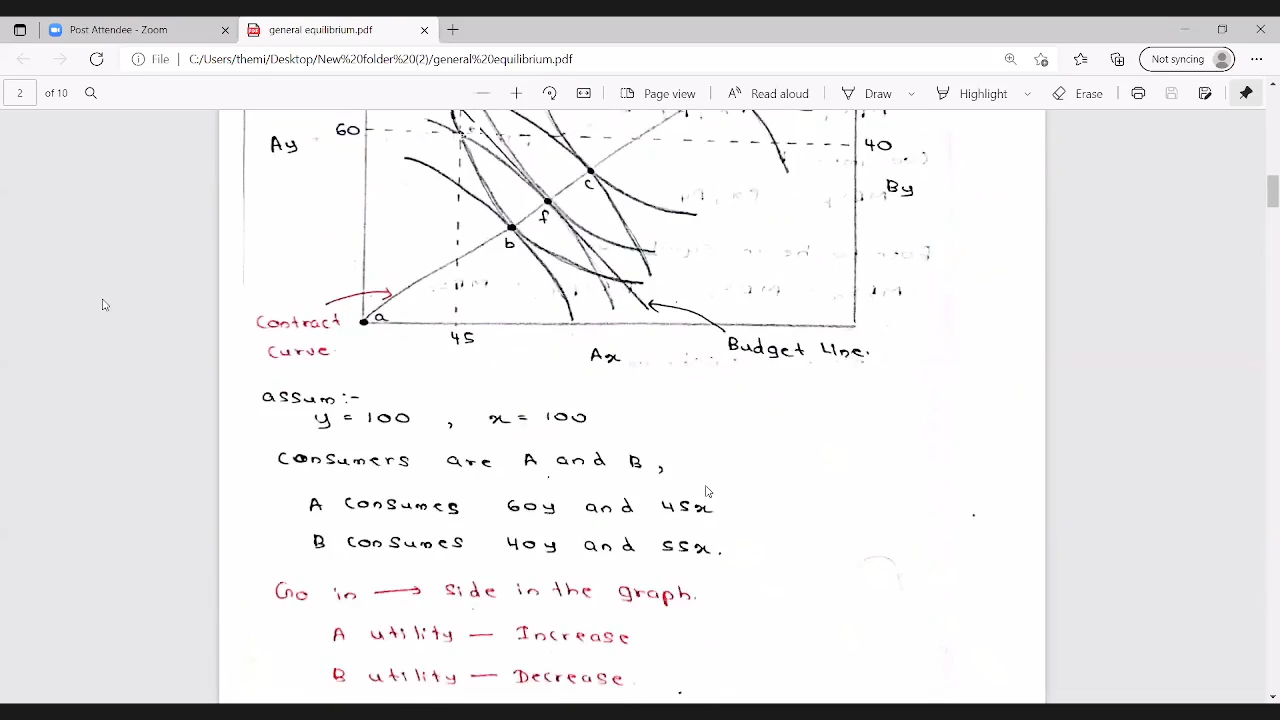 Post Attendee - Zoom
general equilibrium.pdf
File
C:/Users/themi/Desktop/New%20folder%20(2)/general%20equilibrium.pdf
Not syncing
2 of 10
Page view
Read aloud
Draw
Highlight
Erase
60
Ay
40
By
c
f
b
a
Contract
Curve.
45
Ax
Budget Line.
assum:-
y = 100 , x = 100
Consumers are A and B,
A consumes 60y and 45x
B consumes 40y and 55x.
Go in → side in the graph.
A utility — Increase
B utility — Decrease.